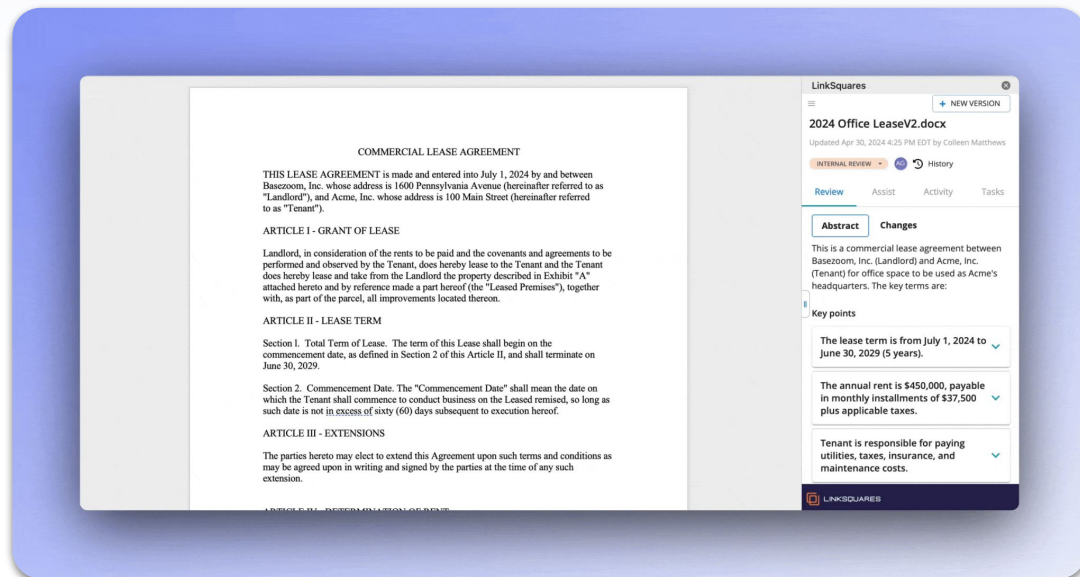 COMMERCIAL LEASE AGREEMENT
THIS LEASE AGREEMENT is made and entered into July 1, 2024 by and between
Basezoom, Inc. whose address is 1600 Pennsylvania Avenue (hereinafter referred to as
"Landlord"), and Acme, Inc. whose address is 100 Main Street (hereinafter referred
to as "Tenant").
ARTICLE I - GRANT OF LEASE
Landlord, in consideration of the rents to be paid and the covenants and agreements to be
performed and observed by the Tenant, does hereby lease to the Tenant and the Tenant
does hereby lease and take from the Landlord the property described in Exhibit "A"
attached hereto and by reference made a part hereof (the "Leased Premises"), together
with, as part of the parcel, all improvements located thereon.
ARTICLE II - LEASE TERM
Section l. Total Term of Lease. The term of this Lease shall begin on the
commencement date, as defined in Section 2 of this Article II, and shall terminate on
June 30, 2029.
Section 2. Commencement Date. The "Commencement Date" shall mean the date on
which the Tenant shall commence to conduct business on the Leased remised, so long as
such date is not in excess of sixty (60) days subsequent to execution hereof.
ARTICLE III - EXTENSIONS
The parties hereto may elect to extend this Agreement upon such terms and conditions as
may be agreed upon in writing and signed by the parties at the time of any such
extension.
ARTICLE IV - DETERMINATION OF RENT
LinkSquares
+ NEW VERSION
2024 Office LeaseV2.docx
Updated Apr 30, 2024 4:25 PM EDT by Colleen Matthews
INTERNAL REVIEW AG History
Review Assist Activity Tasks
Abstract Changes
This is a commercial lease agreement between
Basezoom, Inc. (Landlord) and Acme, Inc.
(Tenant) for office space to be used as Acme's
headquarters. The key terms are:
Key points
The lease term is from July 1, 2024 to
June 30, 2029 (5 years).
The annual rent is $450,000, payable
in monthly installments of $37,500
plus applicable taxes.
Tenant is responsible for paying
utilities, taxes, insurance, and
maintenance costs.
LINKSQUARES